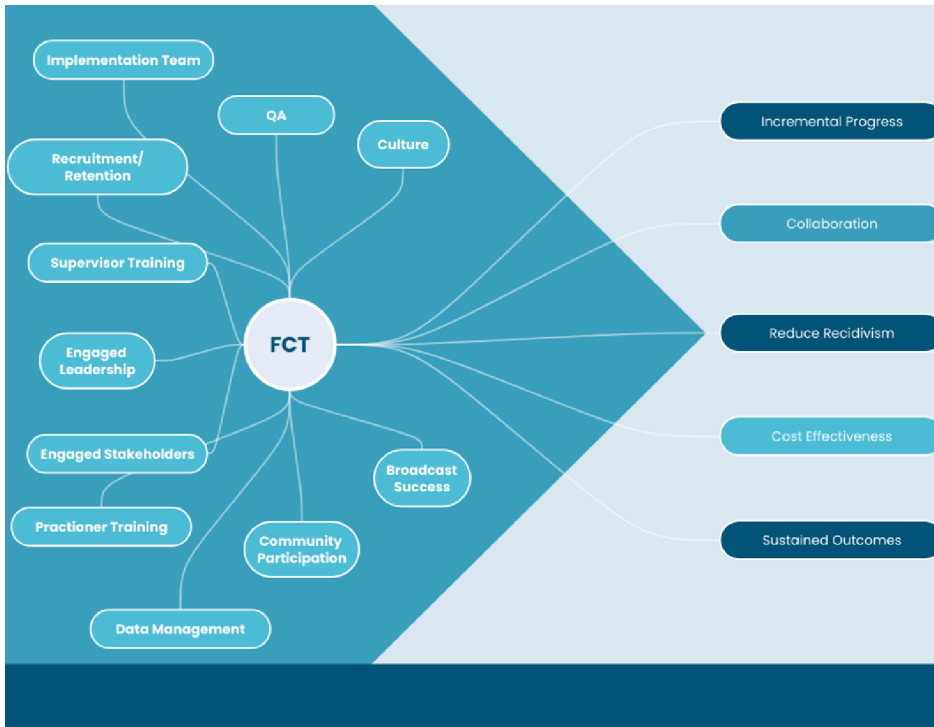 Implementation Team
QA
Culture
Recruitment/
Retention
Supervisor Training
Engaged
Leadership
FCT
Engaged Stakeholders
Broadcast
Success
Practioner Training
Community
Participation
Data Management
Incremental Progress
Collaboration
Reduce Recidivism
Cost Effectiveness
Sustained Outcomes